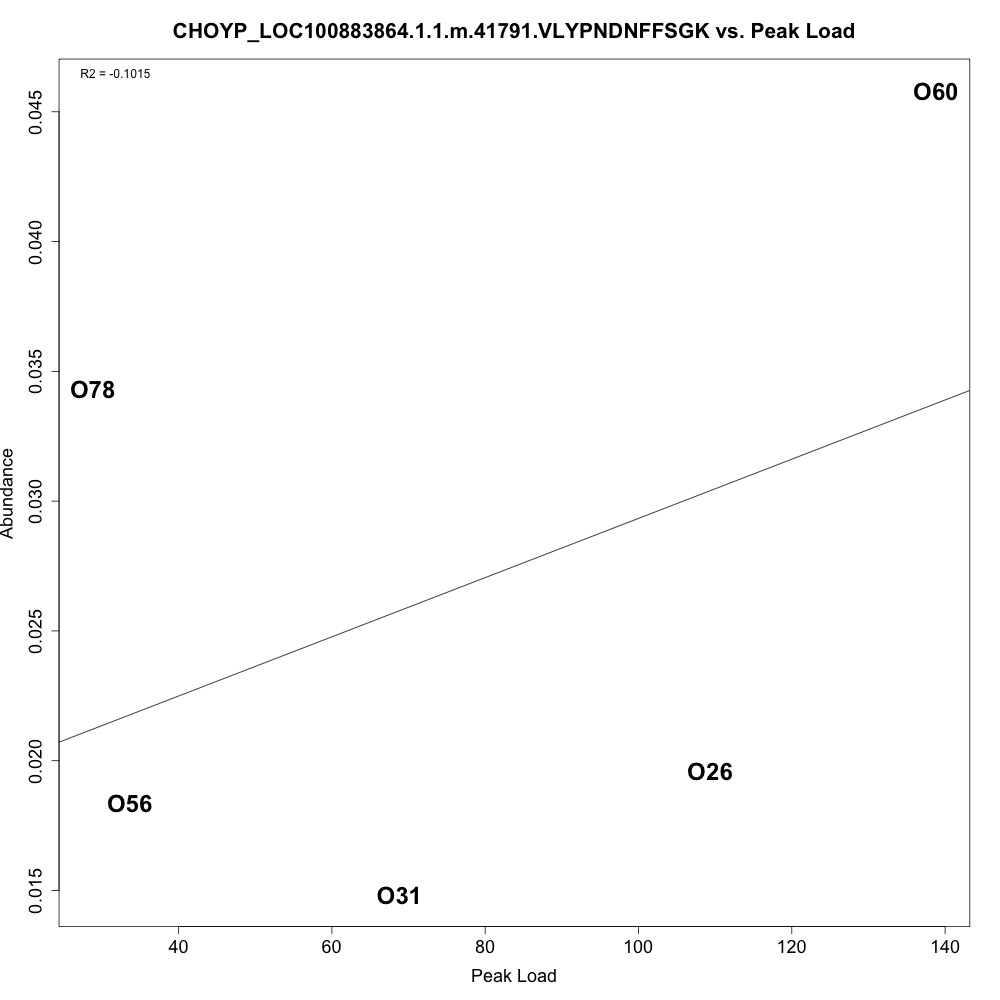 CHOYP_LOC100883864.1.1.m.41791.VLYPNDNFFSGK vs. Peak Load
R2 = -0.1015
O60
O78
O26
O56
O31
Abundance
0.045
0.040
0.035
0.030
0.025
0.020
0.015
40 60 80 100 120 140
Peak Load